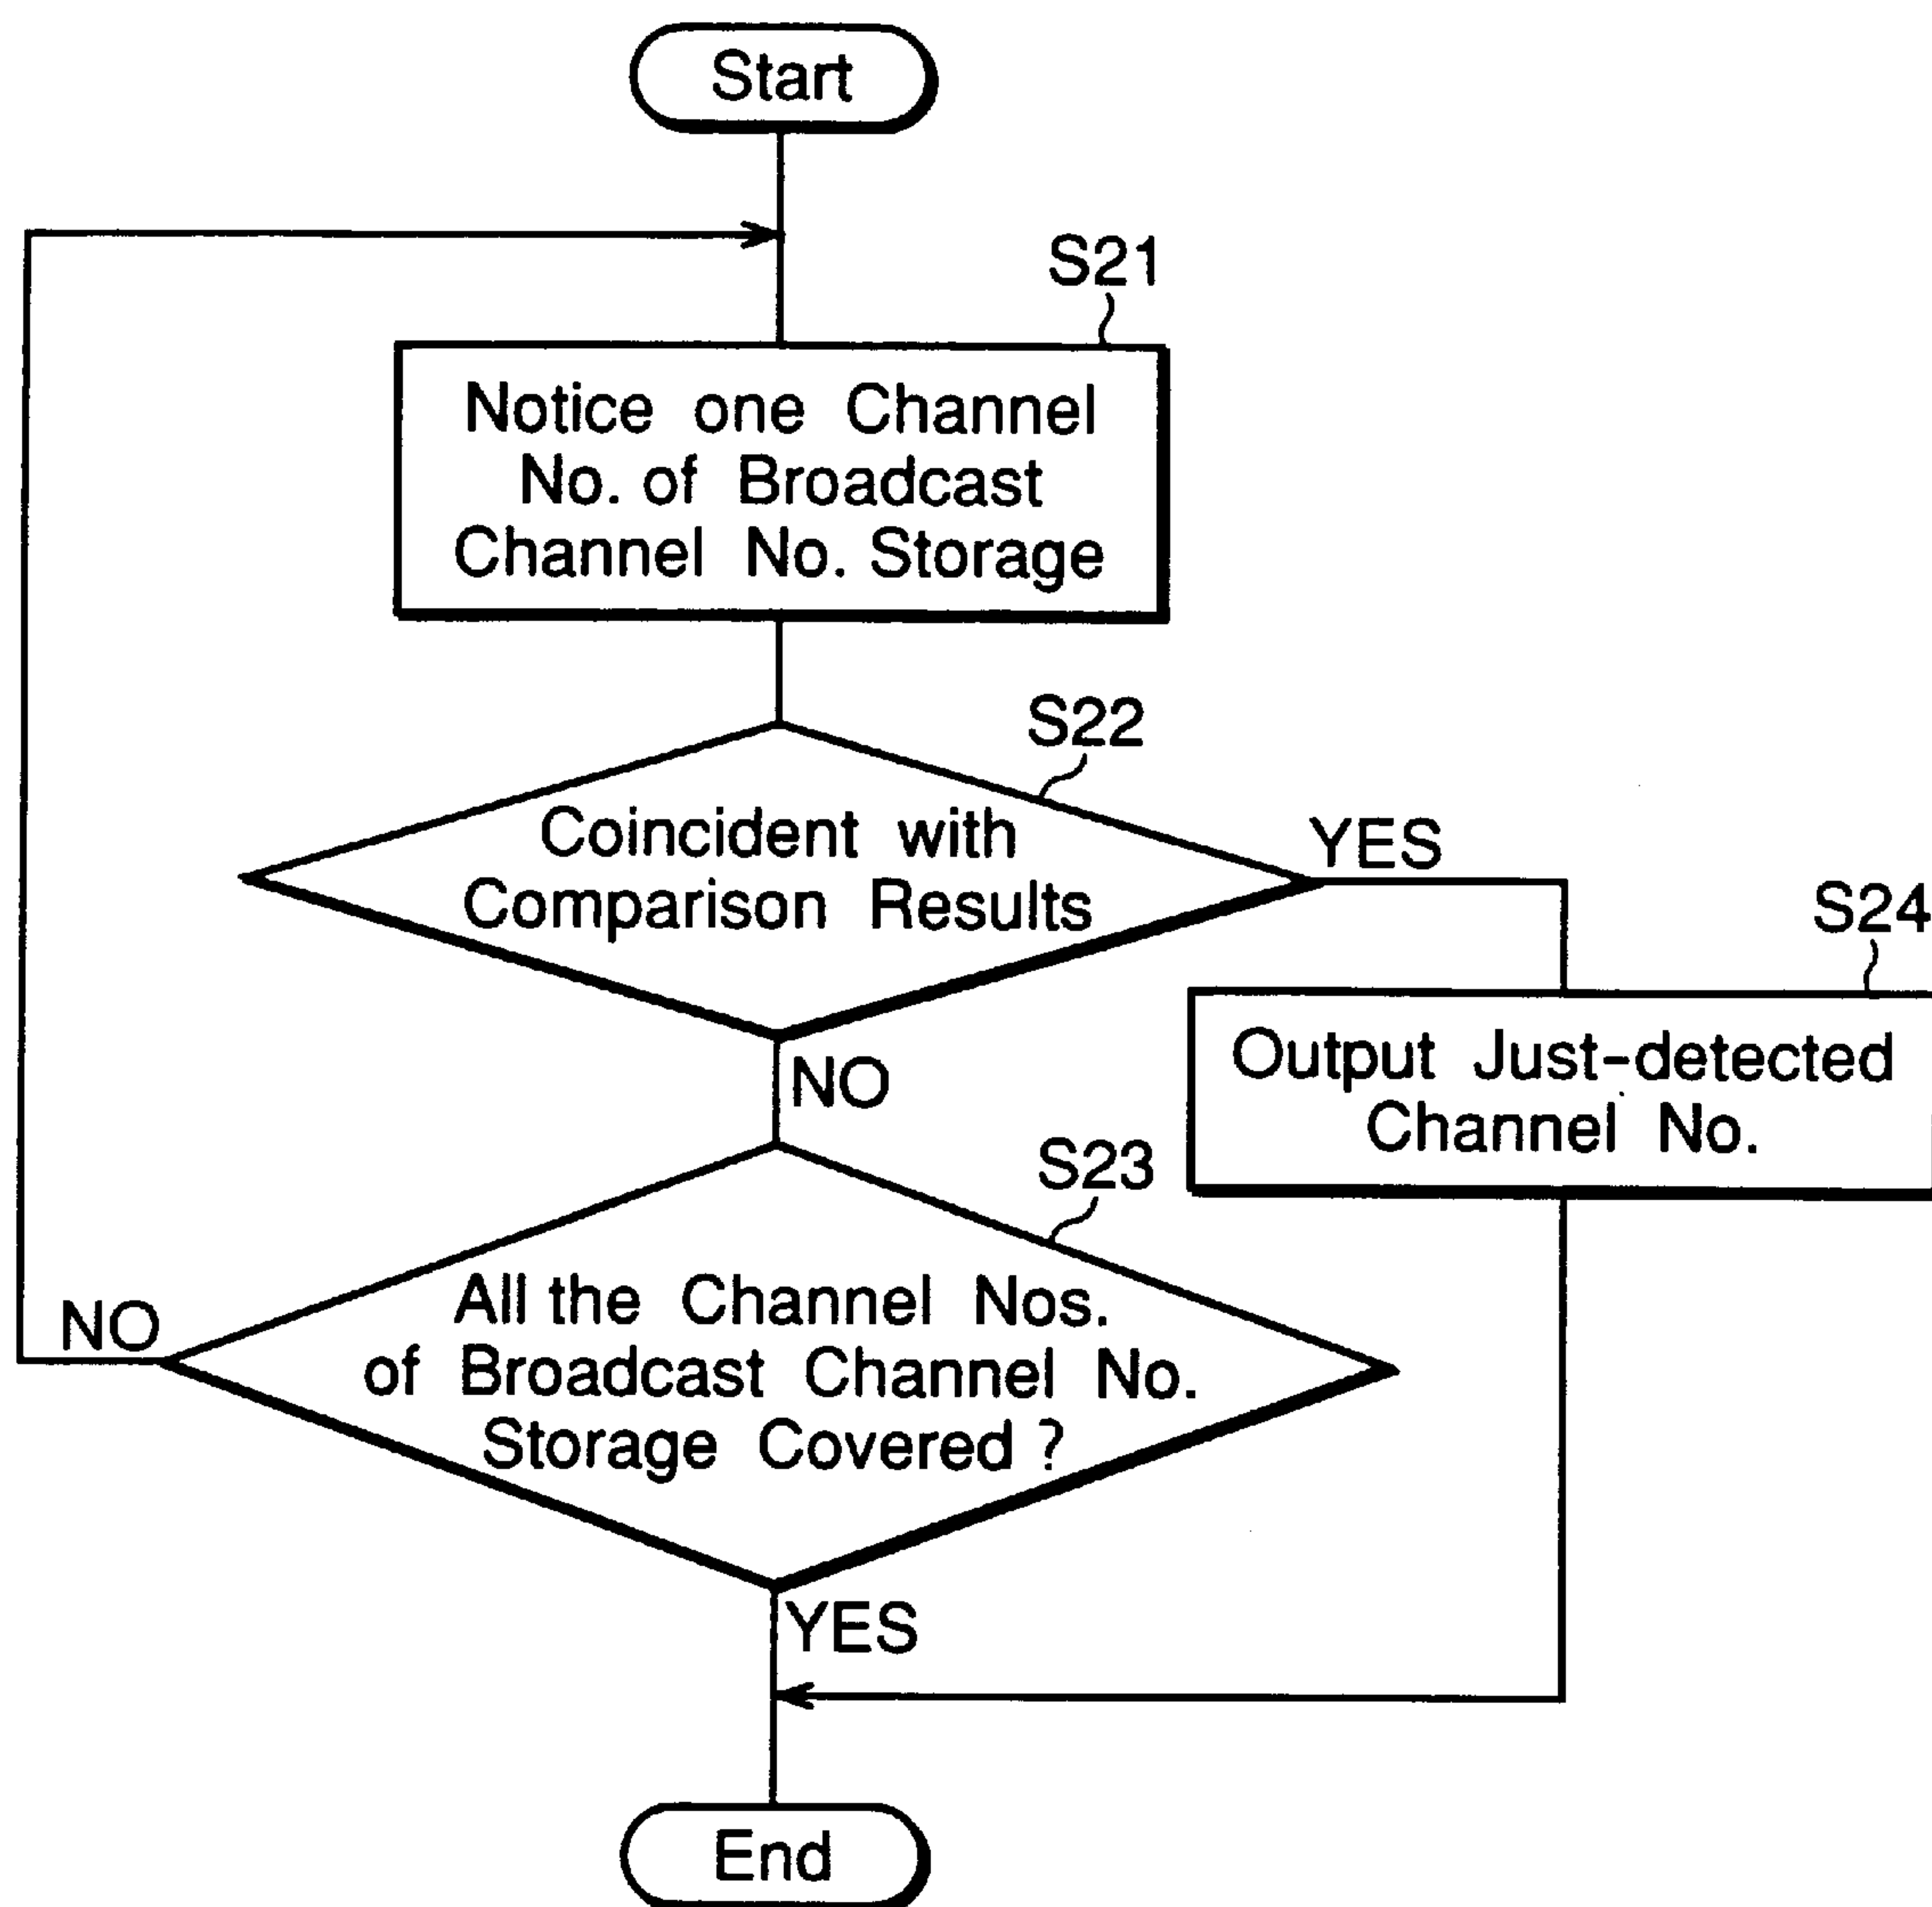 Start
S21
Notice one Channel
No. of Broadcast
Channel No. Storage
S22
Coincident with
Comparison Results
YES
S24
Output Just-detected
Channel No.
NO
S23
All the Channel Nos.
of Broadcast Channel No.
Storage Covered ?
NO
YES
End